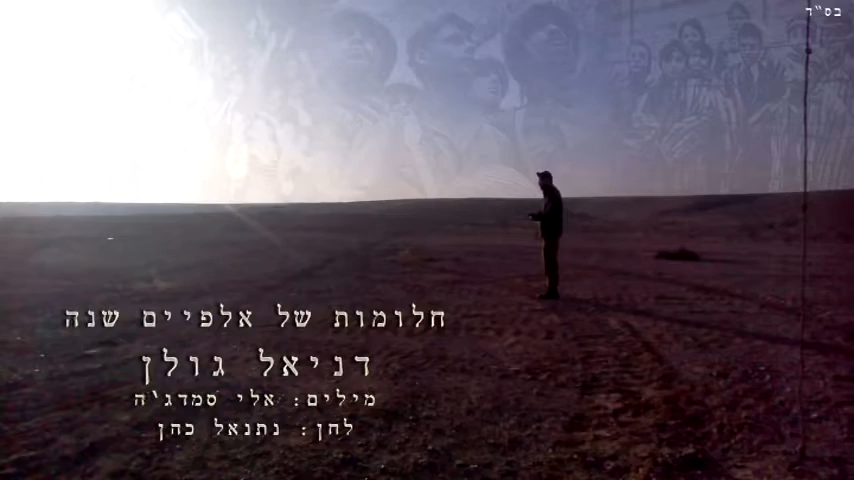 בס"ד
חלומות של אלפיים שנה
דניאל גולן
מילים: אלי סמדג'ה
לחן: נתנאל כהן